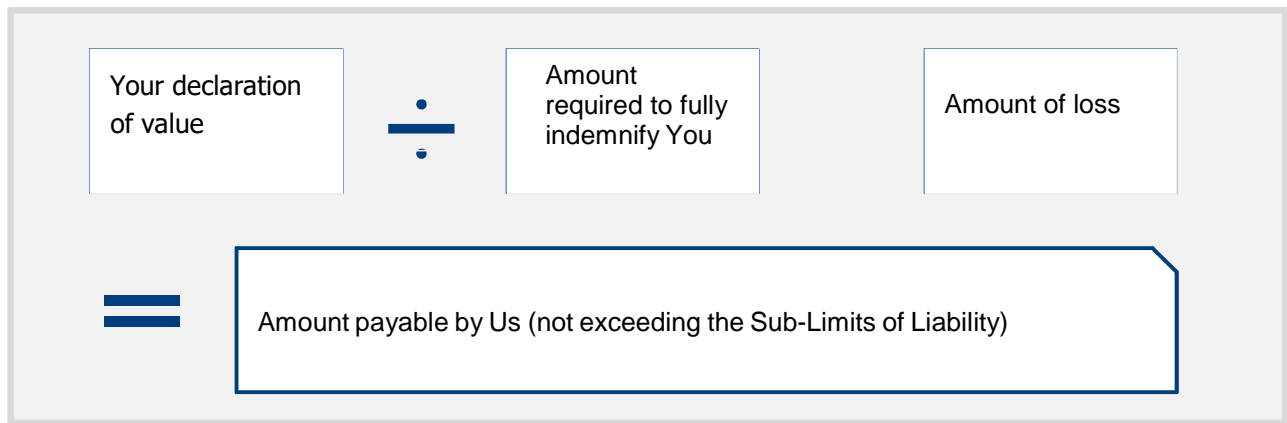 Your declaration
of value
÷
Amount
required to fully
indemnify You
Amount of loss
=
Amount payable by Us (not exceeding the Sub-Limits of Liability)